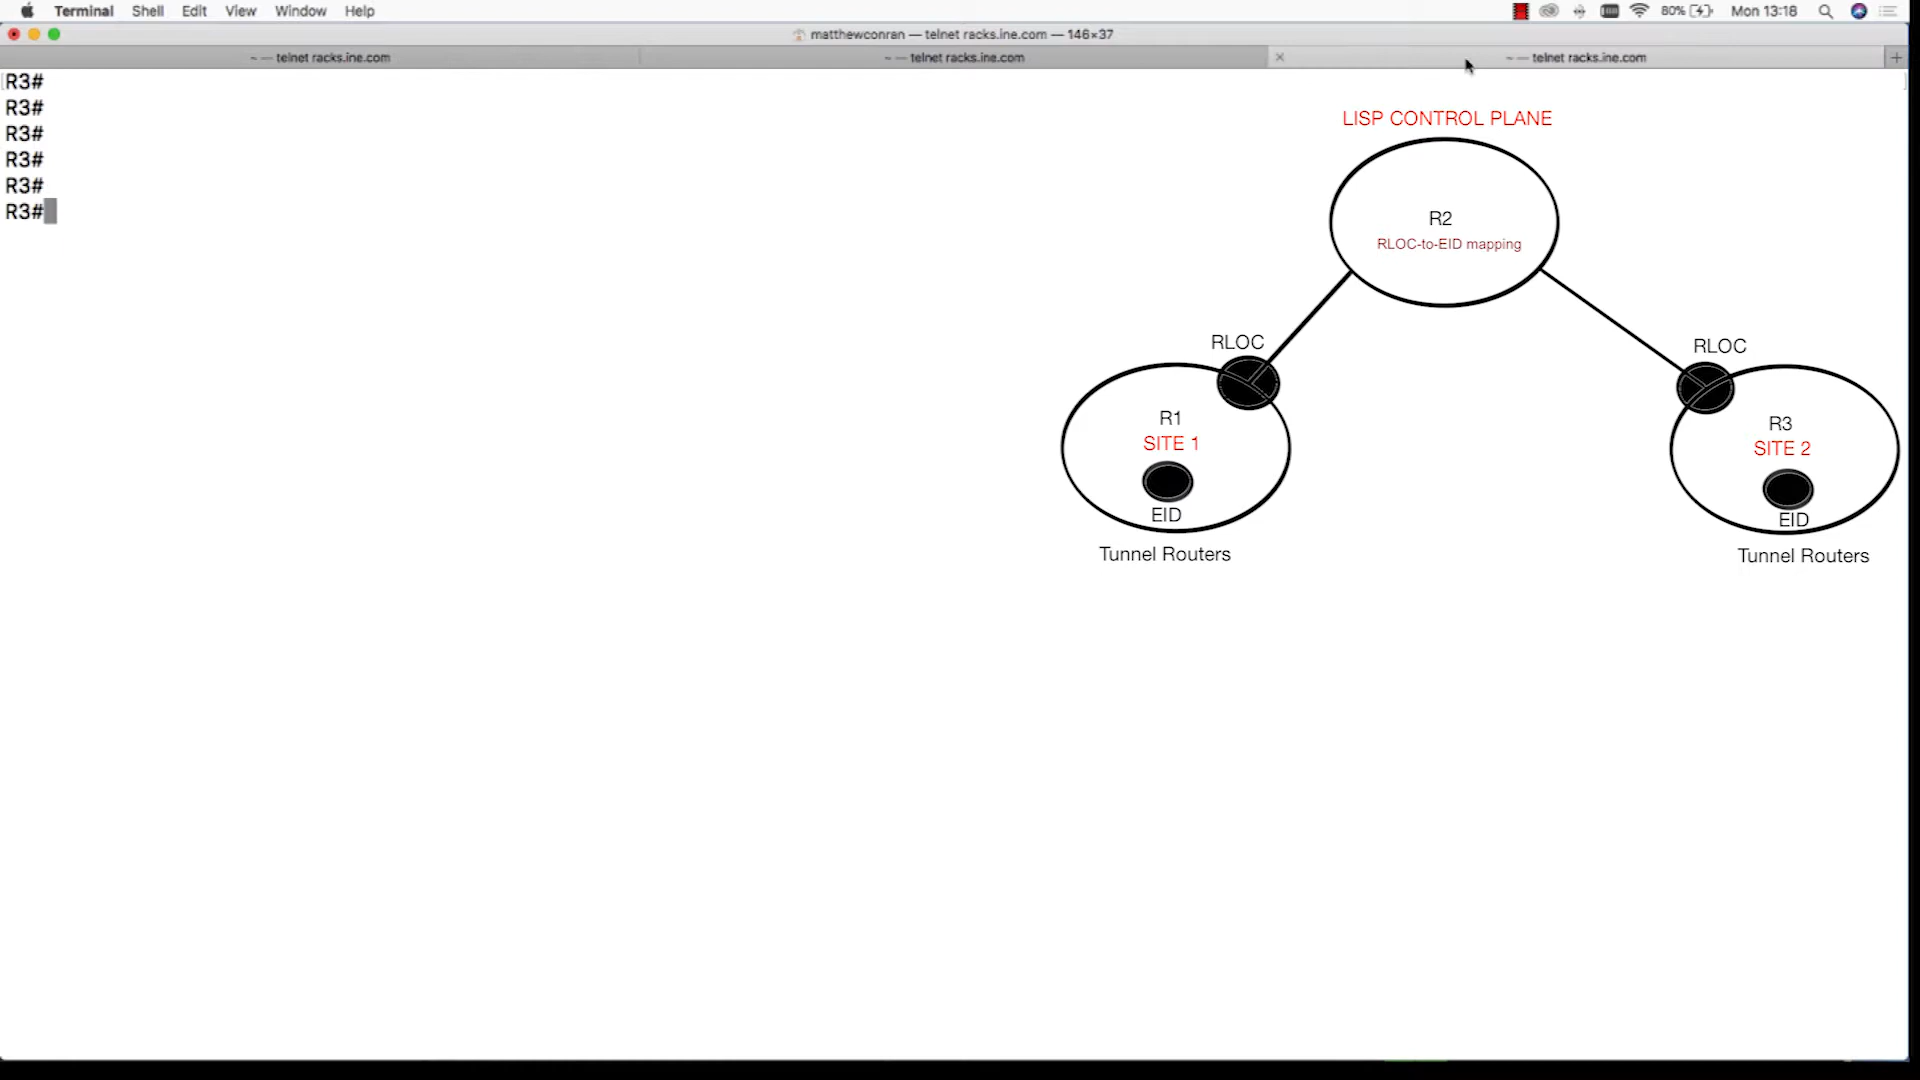 Terminal Shell Edit View Window Help 80% Mon 13:18
matthewconran — telnet racks.ine.com — 146×37
~ — telnet racks.ine.com ~ — telnet racks.ine.com ~ — telnet racks.ine.com
R3#
R3#
R3#
R3#
R3#
R3#
LISP CONTROL PLANE
R2
RLOC-to-EID mapping
RLOC
RLOC
R1
SITE 1
EID
Tunnel Routers
R3
SITE 2
EID
Tunnel Routers